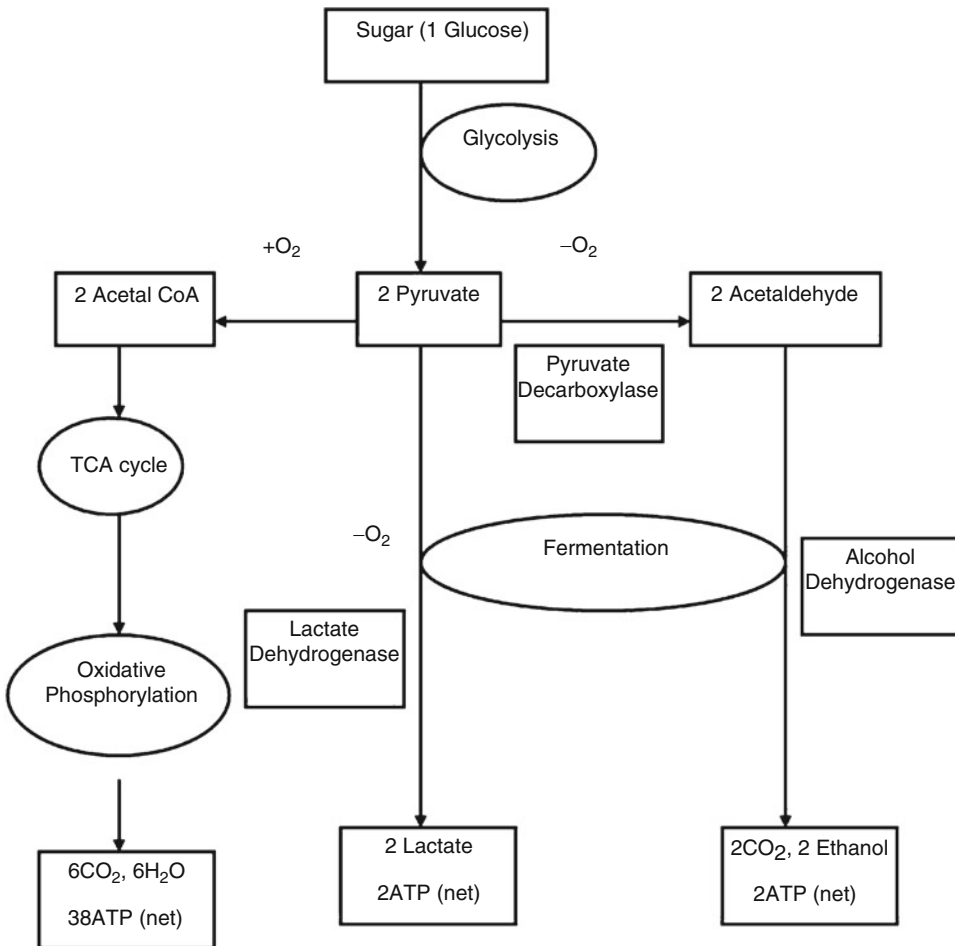 Sugar (1 Glucose)
Glycolysis
+O₂
−O₂
2 Acetal CoA
2 Pyruvate
2 Acetaldehyde
Pyruvate
Decarboxylase
TCA cycle
−O₂
Fermentation
Alcohol
Dehydrogenase
Lactate
Dehydrogenase
Oxidative
Phosphorylation
6CO₂, 6H₂O
38ATP (net)
2 Lactate
2ATP (net)
2CO₂, 2 Ethanol
2ATP (net)